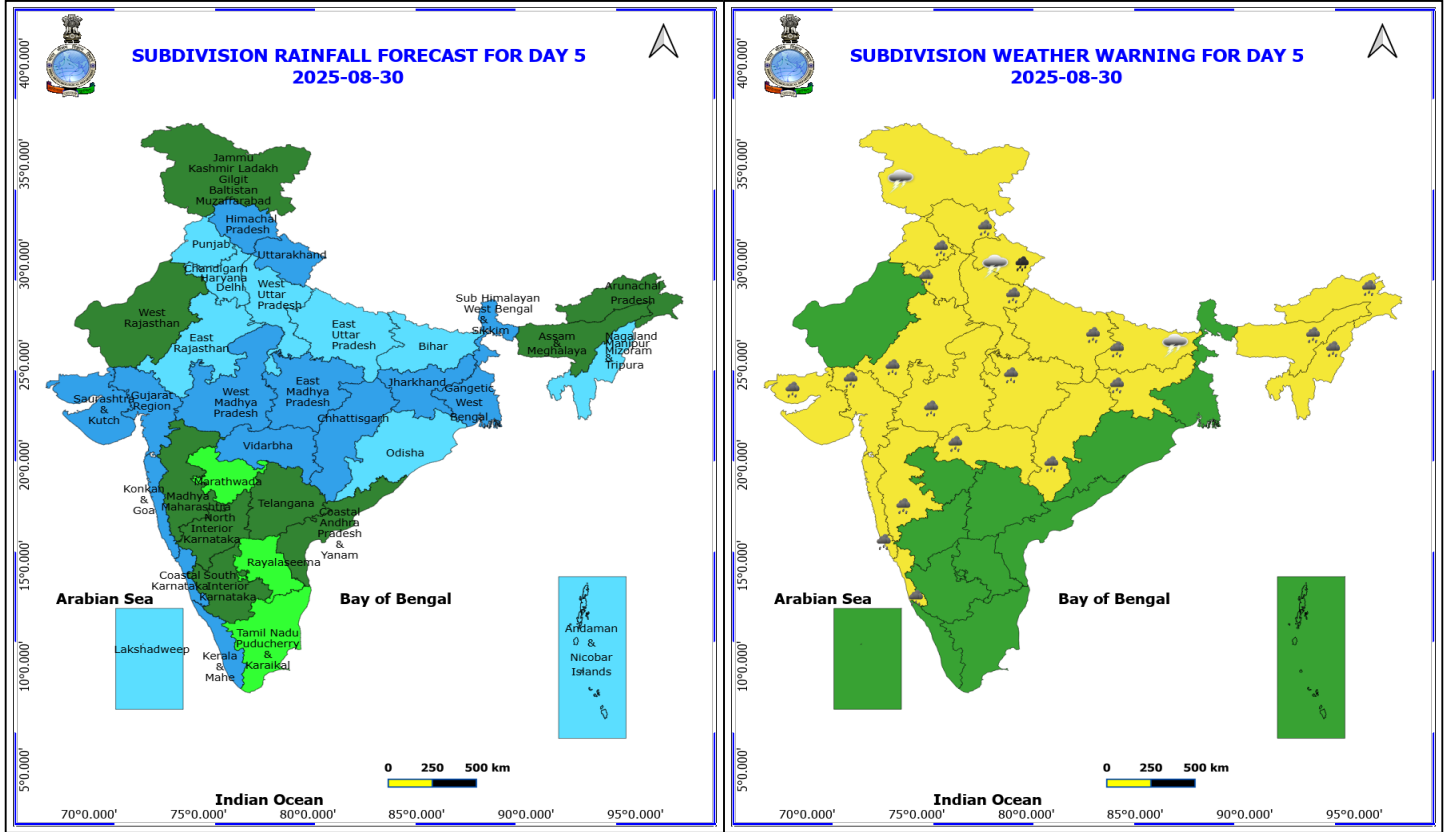 SUBDIVISION RAINFALL FORECAST FOR DAY 5
2025-08-30
40°0.000'
35°0.000'
30°0.000'
25°0.000'
20°0.000'
15°0.000'
10°0.000'
5°0.000'
Jammu
Kashmir Ladakh
Gilgit
Baltistan
Muzaffarabad
Himachal
Pradesh
Punjab
Uttarakhand
Chandigarh
Haryana
Delhi
West
Uttar
Pradesh
West
Rajasthan
East
Rajasthan
East
Uttar
Pradesh
Bihar
Sub Himalayan
West Bengal
&
Sikkim
Arunachal
Pradesh
Assam
&
Meghalaya
Nagaland
Manipur
Mizoram
&
Tripura
Saurashtra
&
Kutch
Gujarat
Region
West
Madhya
Pradesh
East
Madhya
Pradesh
Jharkhand
Gangetic
West
Bengal
Chhattisgarh
Vidarbha
Odisha
Konkan
&
Goa
Madhya
Maharashtra
Marathwada
Telangana
North
Interior
Karnataka
Coastal
Andhra
Pradesh
&
Yanam
Rayalaseema
Coastal
Karnataka
South
Interior
Karnataka
Tamil Nadu
Puducherry
&
Karaikal
Kerala
&
Mahe
Arabian Sea
Bay of Bengal
Lakshadweep
Andaman
&
Nicobar
Islands
0 250 500 km
Indian Ocean
70°0.000' 75°0.000' 80°0.000' 85°0.000' 90°0.000' 95°0.000'
SUBDIVISION WEATHER WARNING FOR DAY 5
2025-08-30
40°0.000'
35°0.000'
30°0.000'
25°0.000'
20°0.000'
15°0.000'
10°0.000'
5°0.000'
Arabian Sea
Bay of Bengal
0 250 500 km
Indian Ocean
70°0.000' 75°0.000' 80°0.000' 85°0.000' 90°0.000' 95°0.000'